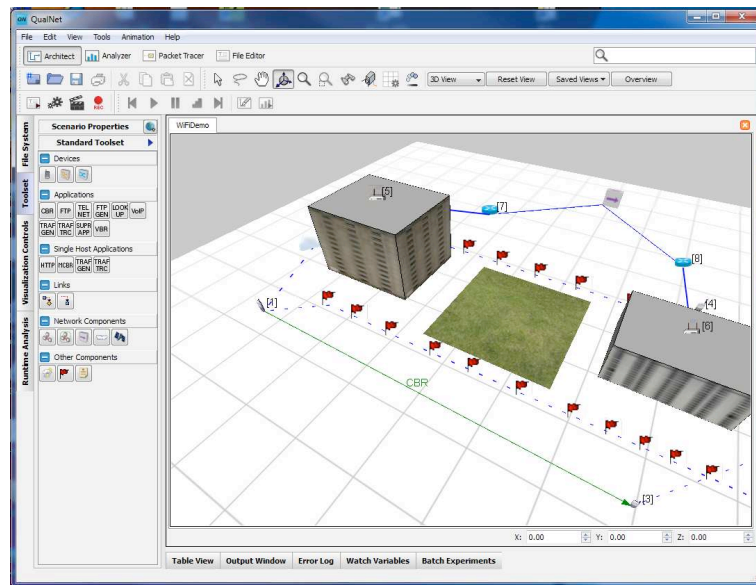 QualNet
File Edit View Tools Animation Help
Architect Analyzer Packet Tracer File Editor
3D View Reset View Saved Views Overview
REC
File System
Toolset
Visualization Controls
Runtime Analysis
Scenario Properties
Standard Toolset
Devices
Applications
CBR FTP TEL NET FTP GEN LOOK UP VoIP
TRAF GEN TRAF TRC SUPR APP VBR
Single Host Applications
HTTP MCBR TRAF GEN TRAF TRC
Links
Network Components
Other Components
WiFiDemo
[5]
[7]
[8]
[4]
[6]
CBR
[3]
X: 0.00 Y: 0.00 Z: 0.00
Table View Output Window Error Log Watch Variables Batch Experiments